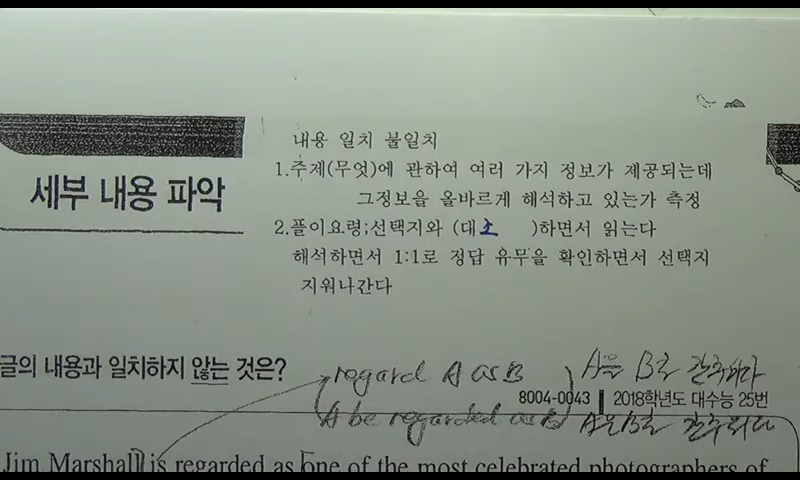 내용 일치 불일치
1.주제(무엇)에 관하여 여러 가지 정보가 제공되는데
세부 내용 파악
그정보을 올바르게 해석하고 있는가 측정
2.플이요령;선택지와 (대조 )하면서 읽는다
해석하면서 1:1로 정답 유무을 확인하면서 선택지
지워나간다
글의 내용과 일치하지 않는 것은?
regard A as B A을 B로 간주하다
8004-0043 2018학년도 대수능 25번
A be regarded as B A은 B로 간주되다
Jim Marshall is regarded as one of the most celebrated photographers of